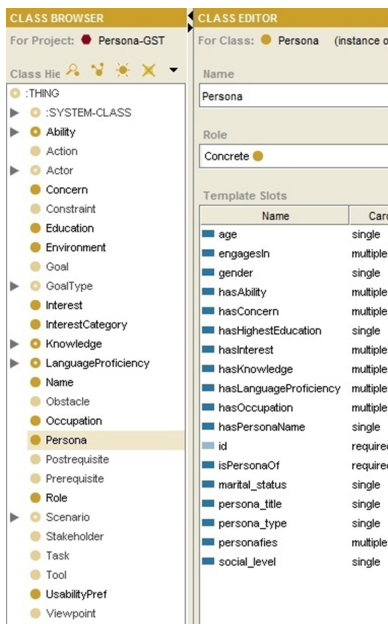 CLASS BROWSER
For Project: Persona-GST
Class Hie
:THING
:SYSTEM-CLASS
Ability
Action
Actor
Concern
Constraint
Education
Environment
Goal
GoalType
Interest
InterestCategory
Knowledge
LanguageProficiency
Name
Obstacle
Occupation
Persona
Postrequisite
Prerequisite
Role
Scenario
Stakeholder
Task
Tool
UsabilityPref
Viewpoint
CLASS EDITOR
For Class: Persona (instance o
Name
Persona
Role
Concrete
Template Slots
Name Card
age single
engagesIn multiple
gender single
hasAbility multiple
hasConcern multiple
hasHighestEducation single
hasInterest multiple
hasKnowledge multiple
hasLanguageProficiency multiple
hasOccupation multiple
hasPersonaName single
id require
isPersonaOf require
marital_status single
persona_title single
persona_type single
personafies multiple
social_level single